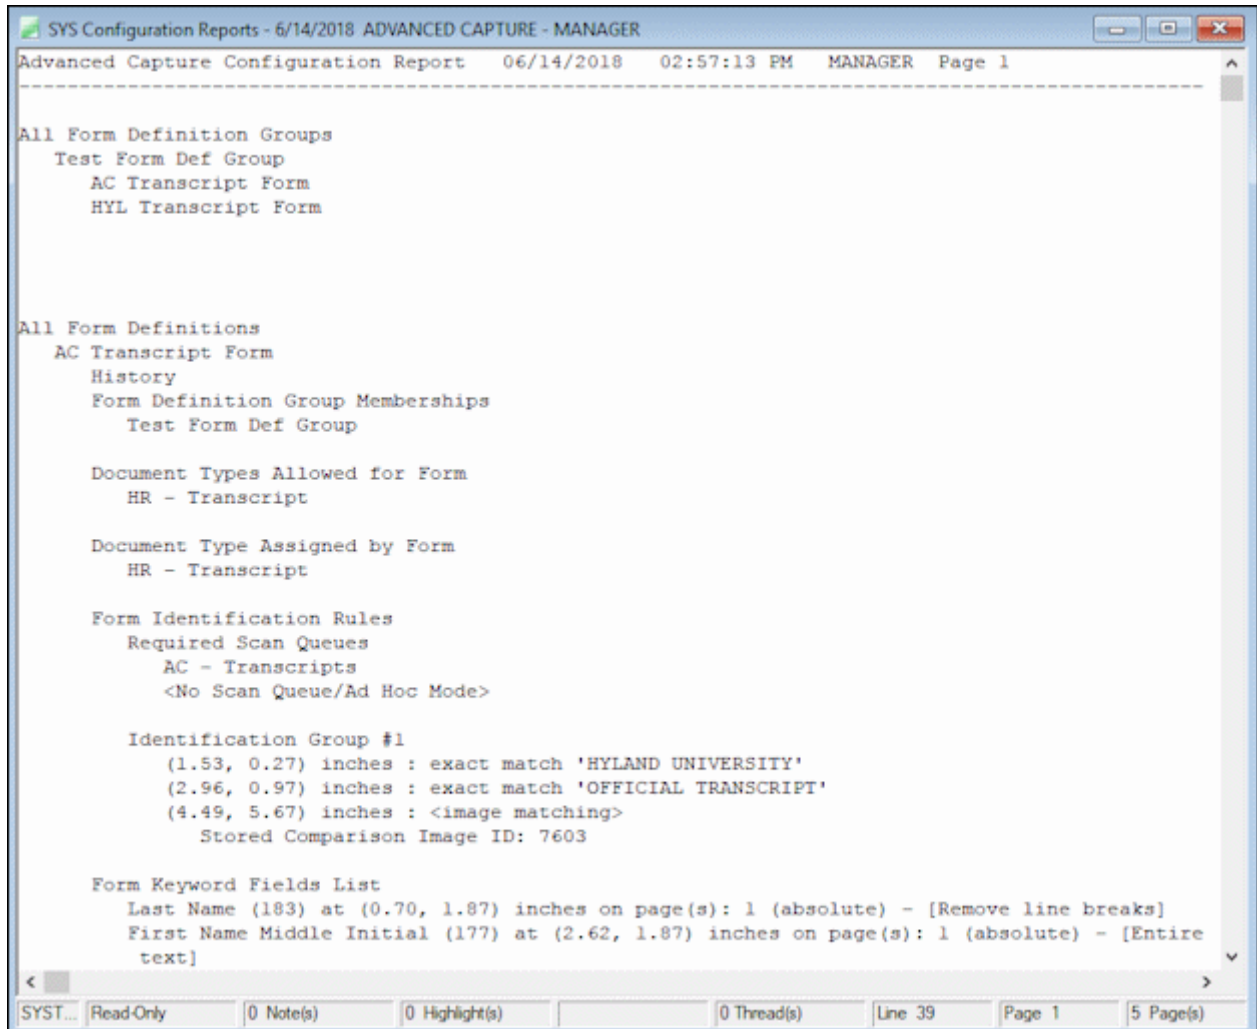 SYS Configuration Reports - 6/14/2018 ADVANCED CAPTURE - MANAGER
Advanced Capture Configuration Report 06/14/2018 02:57:13 PM MANAGER Page 1
All Form Definition Groups
Test Form Def Group
AC Transcript Form
HYL Transcript Form
All Form Definitions
AC Transcript Form
History
Form Definition Group Memberships
Test Form Def Group
Document Types Allowed for Form
HR - Transcript
Document Type Assigned by Form
HR - Transcript
Form Identification Rules
Required Scan Queues
AC - Transcripts
<No Scan Queue/Ad Hoc Mode>
Identification Group #1
(1.53, 0.27) inches : exact match 'HYLAND UNIVERSITY'
(2.96, 0.97) inches : exact match 'OFFICIAL TRANSCRIPT'
(4.49, 5.67) inches : <image matching>
Stored Comparison Image ID: 7603
Form Keyword Fields List
Last Name (183) at (0.70, 1.87) inches on page(s): 1 (absolute) - [Remove line breaks]
First Name Middle Initial (177) at (2.62, 1.87) inches on page(s): 1 (absolute) - [Entire
text]
SYST... Read-Only 0 Note(s) 0 Highlight(s) 0 Thread(s) Line 39 Page 1 5 Page(s)